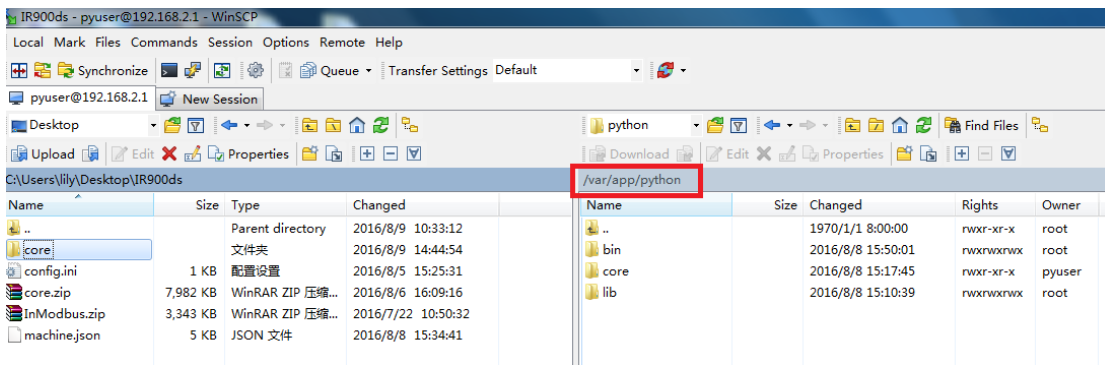 IR900ds - pyuser@192.168.2.1 - WinSCP
Local Mark Files Commands Session Options Remote Help
Synchronize Queue Transfer Settings Default
pyuser@192.168.2.1 New Session
Desktop python Find Files
Upload Edit Properties Download Edit Properties
C:\Users\lily\Desktop\IR900ds /var/app/python
Name Size Type Changed Name Size Changed Rights Owner
.. Parent directory 2016/8/9 10:33:12 .. 1970/1/1 8:00:00 rwxr-xr-x root
core 文件夹 2016/8/9 14:44:54 bin 2016/8/8 15:50:01 rwxrwxrwx root
config.ini 1 KB 配置设置 2016/8/5 15:25:31 core 2016/8/8 15:17:45 rwxr-xr-x pyuser
core.zip 7,982 KB WinRAR ZIP 压缩... 2016/8/6 16:09:16 lib 2016/8/8 15:10:39 rwxrwxrwx root
InModbus.zip 3,343 KB WinRAR ZIP 压缩... 2016/7/22 10:50:32
machine.json 5 KB JSON 文件 2016/8/8 15:34:41